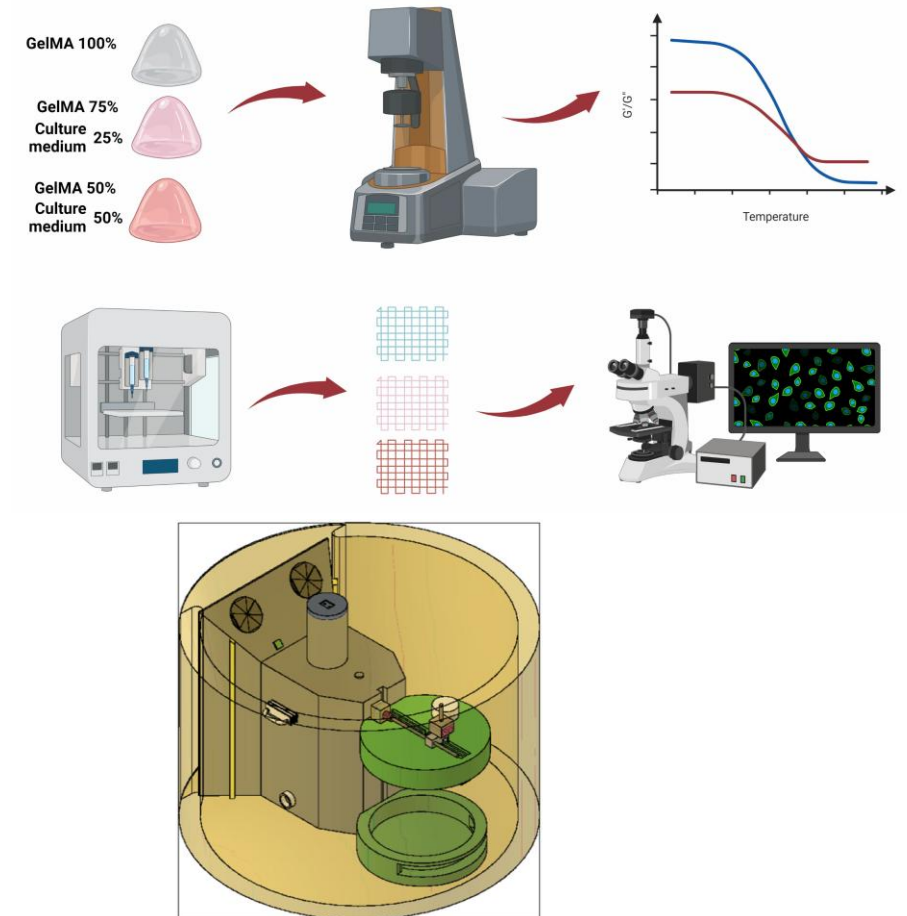 GelMA 100%
GelMA 75%
Culture
medium 25%
GelMA 50%
Culture
medium 50%
G'/G"
Temperature